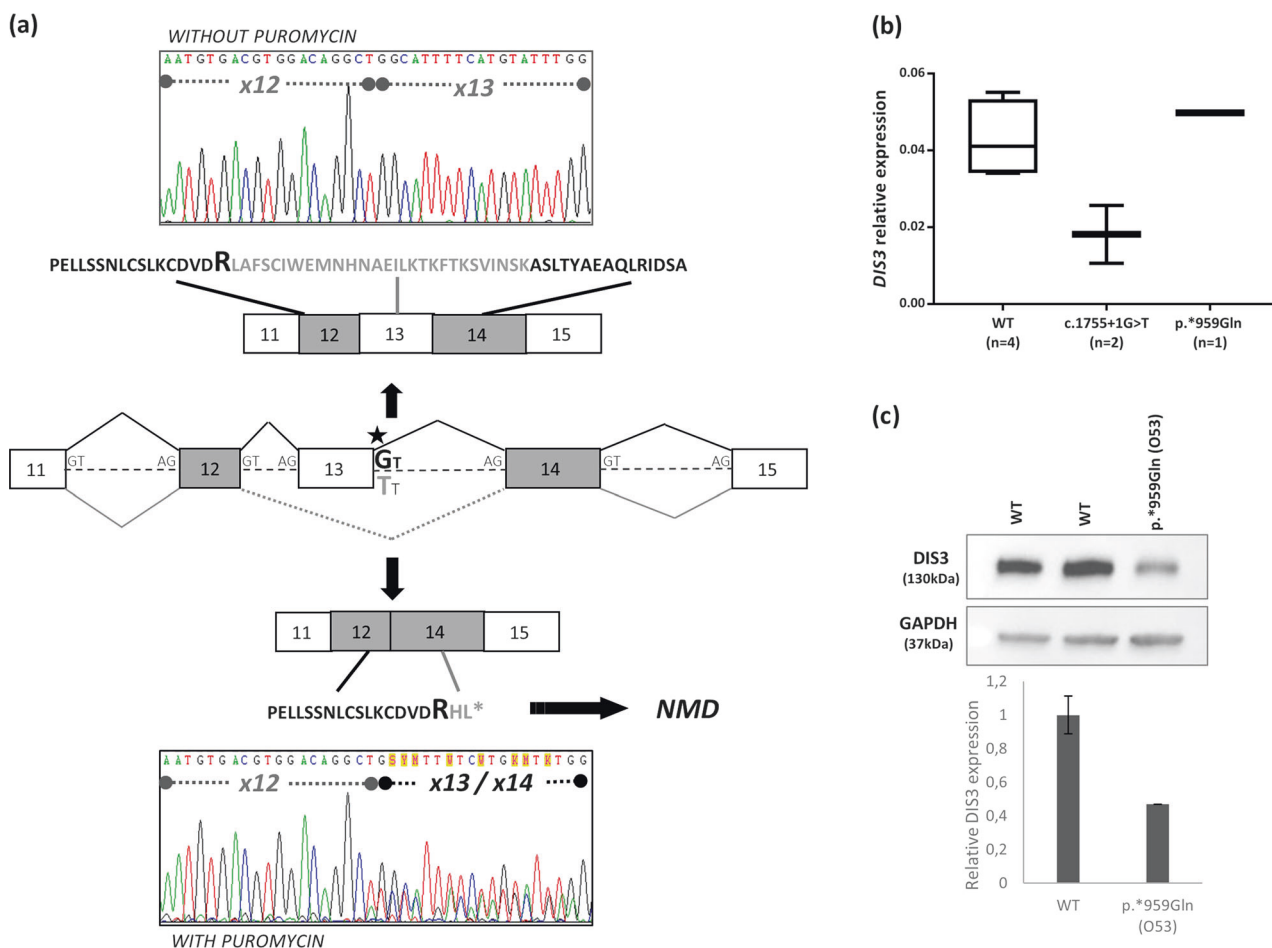 (a)
WITHOUT PUROMYCIN
AATGTGACGTGGACAGGCTGGCATTTTCATGTATTTGG
x12 x13
PELLSSNLCSLKCDVDRLAFSCIWEMNHNAEILKTKFTKSVINSKASLTYAEAQLRIDSA
11 12 13 14 15
11 GT AG 12 GT AG 13 GT AG 14 GT AG 15
TT
11 12 14 15
PELLSSNLCSLKCDVDRHL* NMD
AATGTGACGTGGACAGGCTGSYMTTWTCWTGKMTKTGG
x12 x13 / x14
WITH PUROMYCIN
(b)
DIS3 relative expression
0.06
0.04
0.02
0.00
WT c.1755+1G>T p.*959Gln
(n=4) (n=2) (n=1)
(c)
WT WT p.*959Gln (O53)
DIS3
(130kDa)
GAPDH
(37kDa)
Relative DIS3 expression
1,2
1
0,8
0,6
0,4
0,2
0
WT p.*959Gln
(O53)